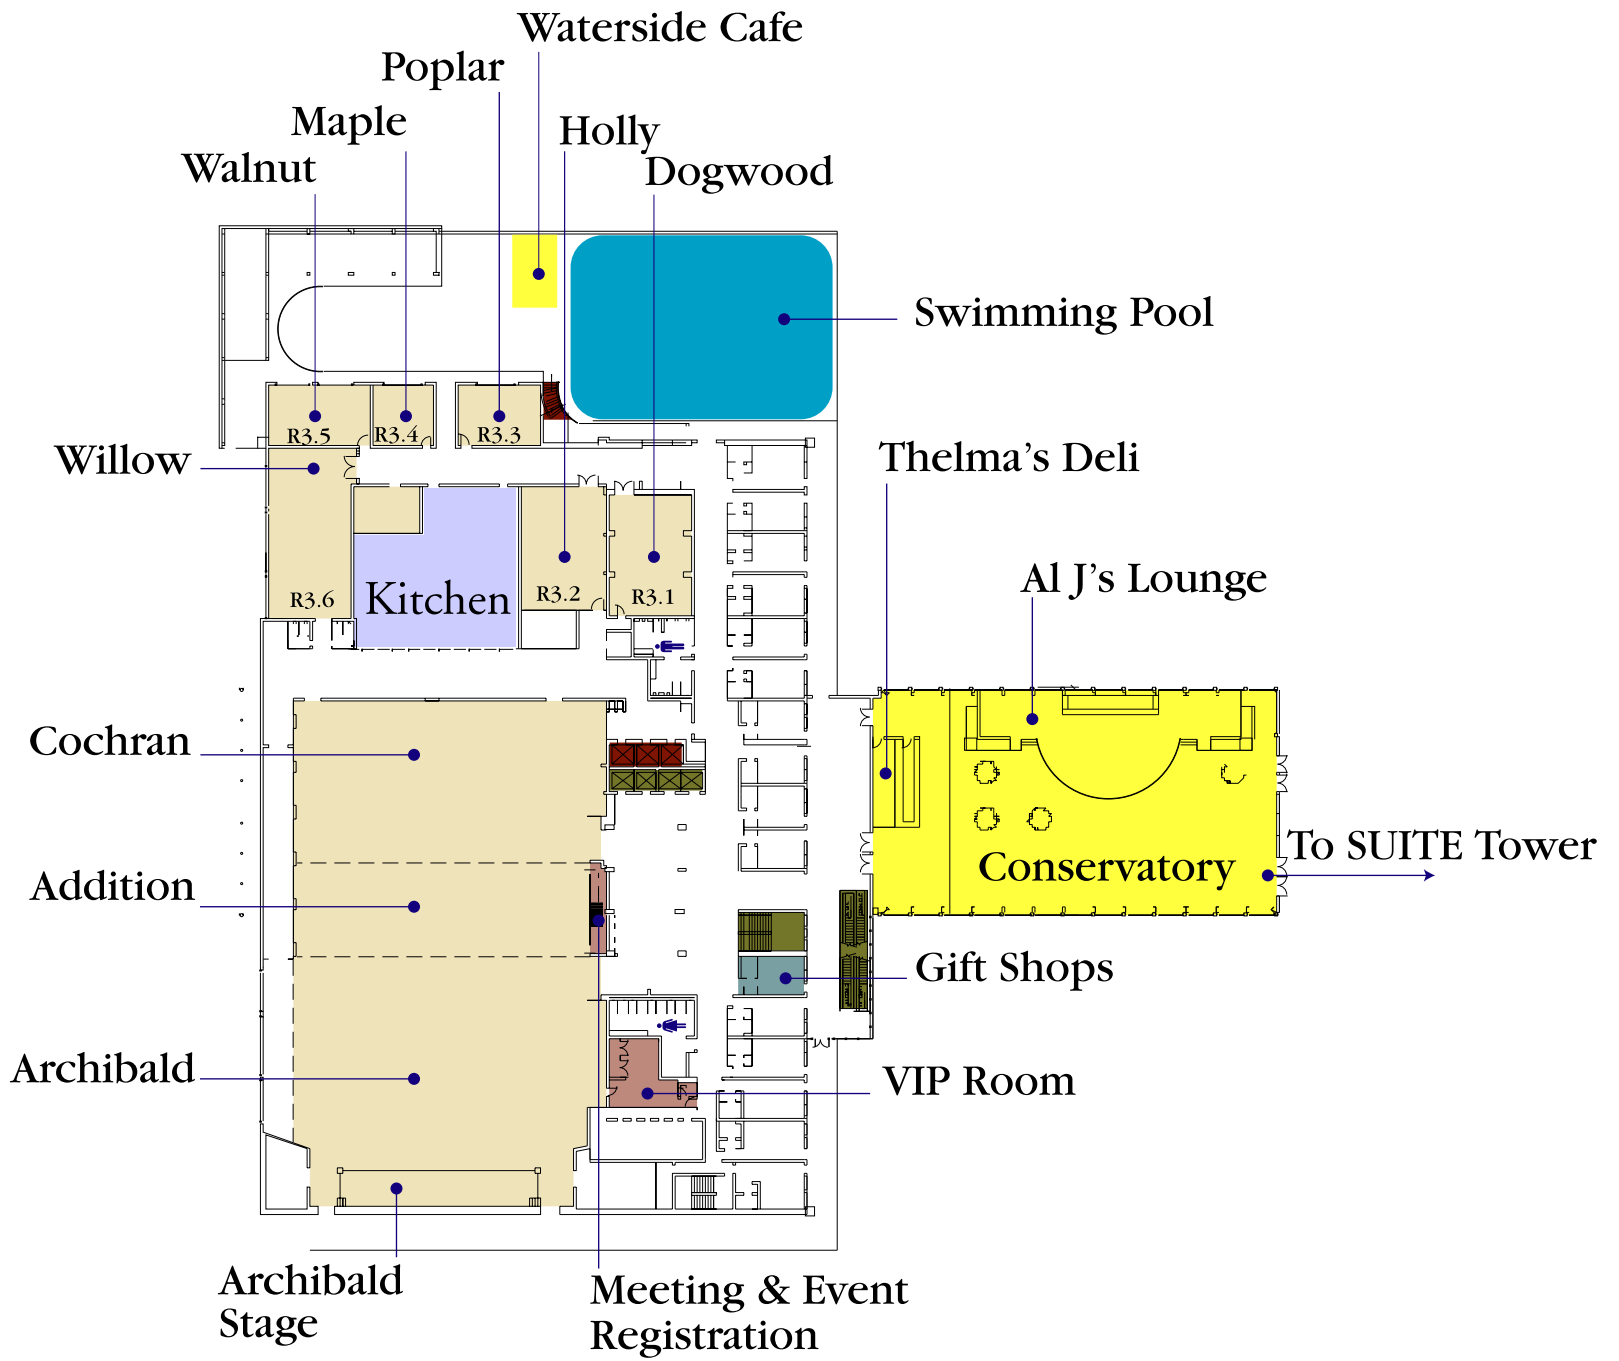 Waterside Cafe
Poplar
Maple
Holly
Walnut
Dogwood
Swimming Pool
R3.5
R3.4
R3.3
Willow
Thelma's Deli
Al J's Lounge
R3.6
Kitchen
R3.2
R3.1
Cochran
To SUITE Tower
Conservatory
Addition
Gift Shops
Archibald
VIP Room
Archibald
Stage
Meeting & Event
Registration